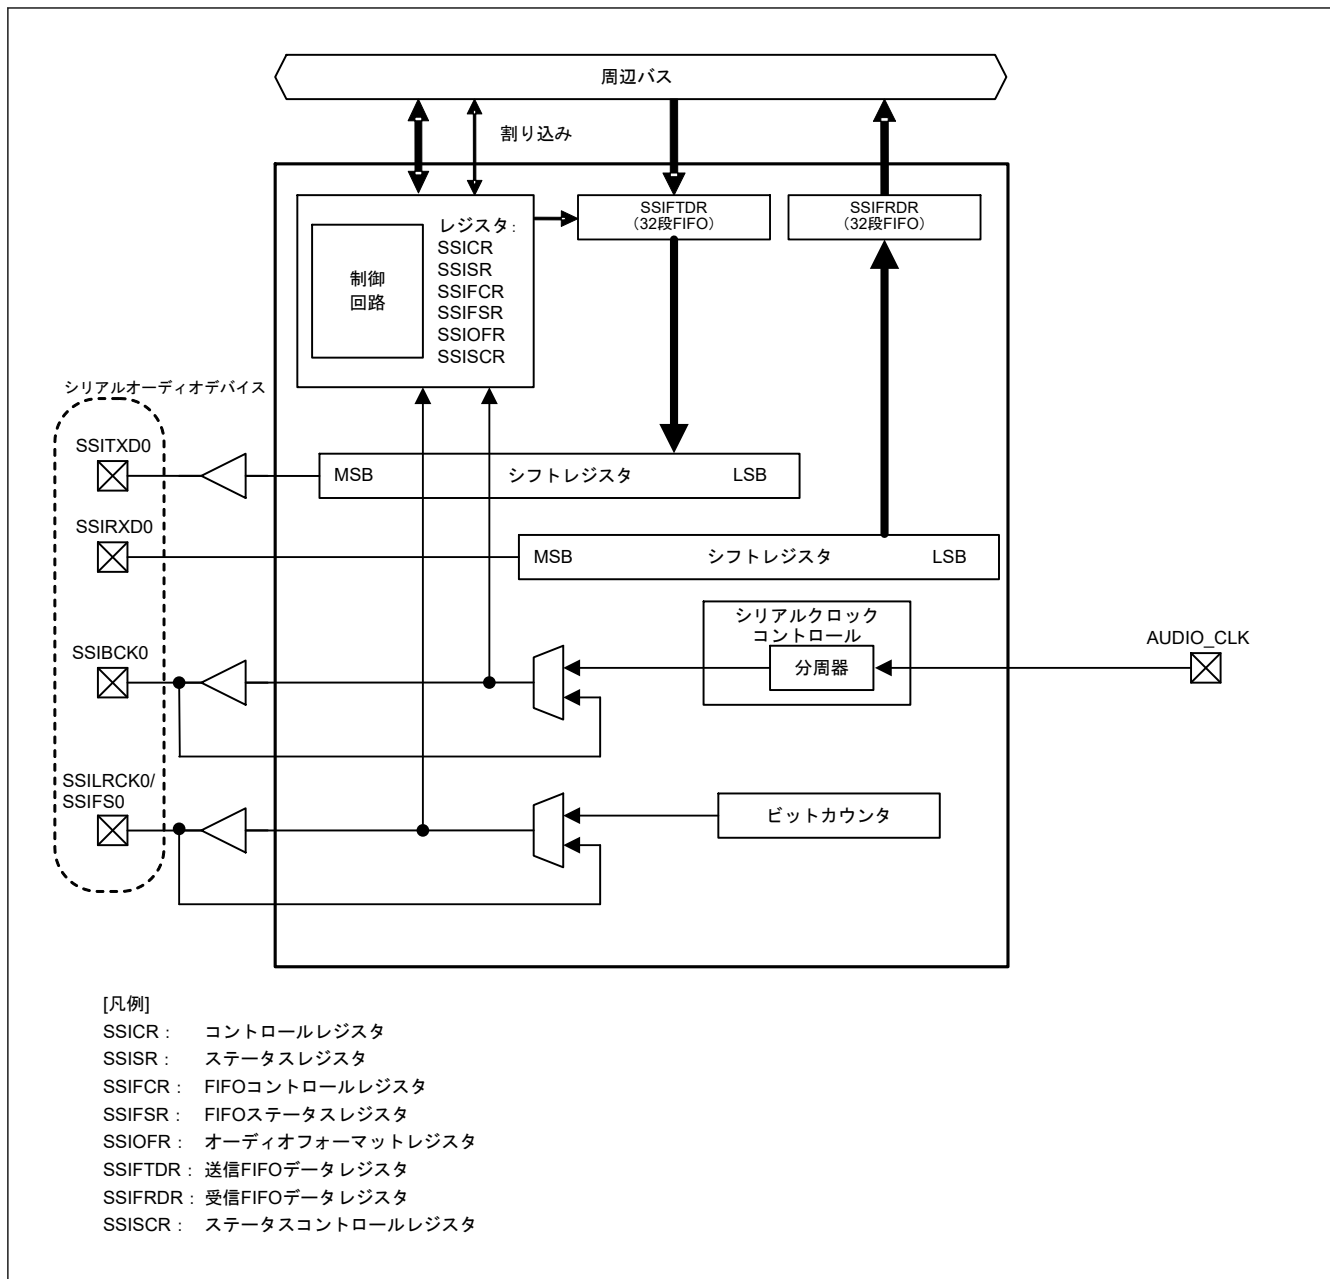 周辺バス
割り込み
SSIFTDR
（32段FIFO）
SSIFRDR
（32段FIFO）
制御
回路
レジスタ：
SSICR
SSISR
SSIFCR
SSIFSR
SSIOFR
SSISCR
シリアルオーディオデバイス
SSITXD0
MSB シフトレジスタ LSB
SSIRXD0
MSB シフトレジスタ LSB
シリアルクロック
コントロール
分周器
AUDIO_CLK
SSIBCK0
SSILRCK0/
SSIFS0
ビットカウンタ
[凡例]
SSICR： コントロールレジスタ
SSISR： ステータスレジスタ
SSIFCR： FIFOコントロールレジスタ
SSIFSR： FIFOステータスレジスタ
SSIOFR： オーディオフォーマットレジスタ
SSIFTDR： 送信FIFOデータレジスタ
SSIFRDR： 受信FIFOデータレジスタ
SSISCR： ステータスコントロールレジスタ